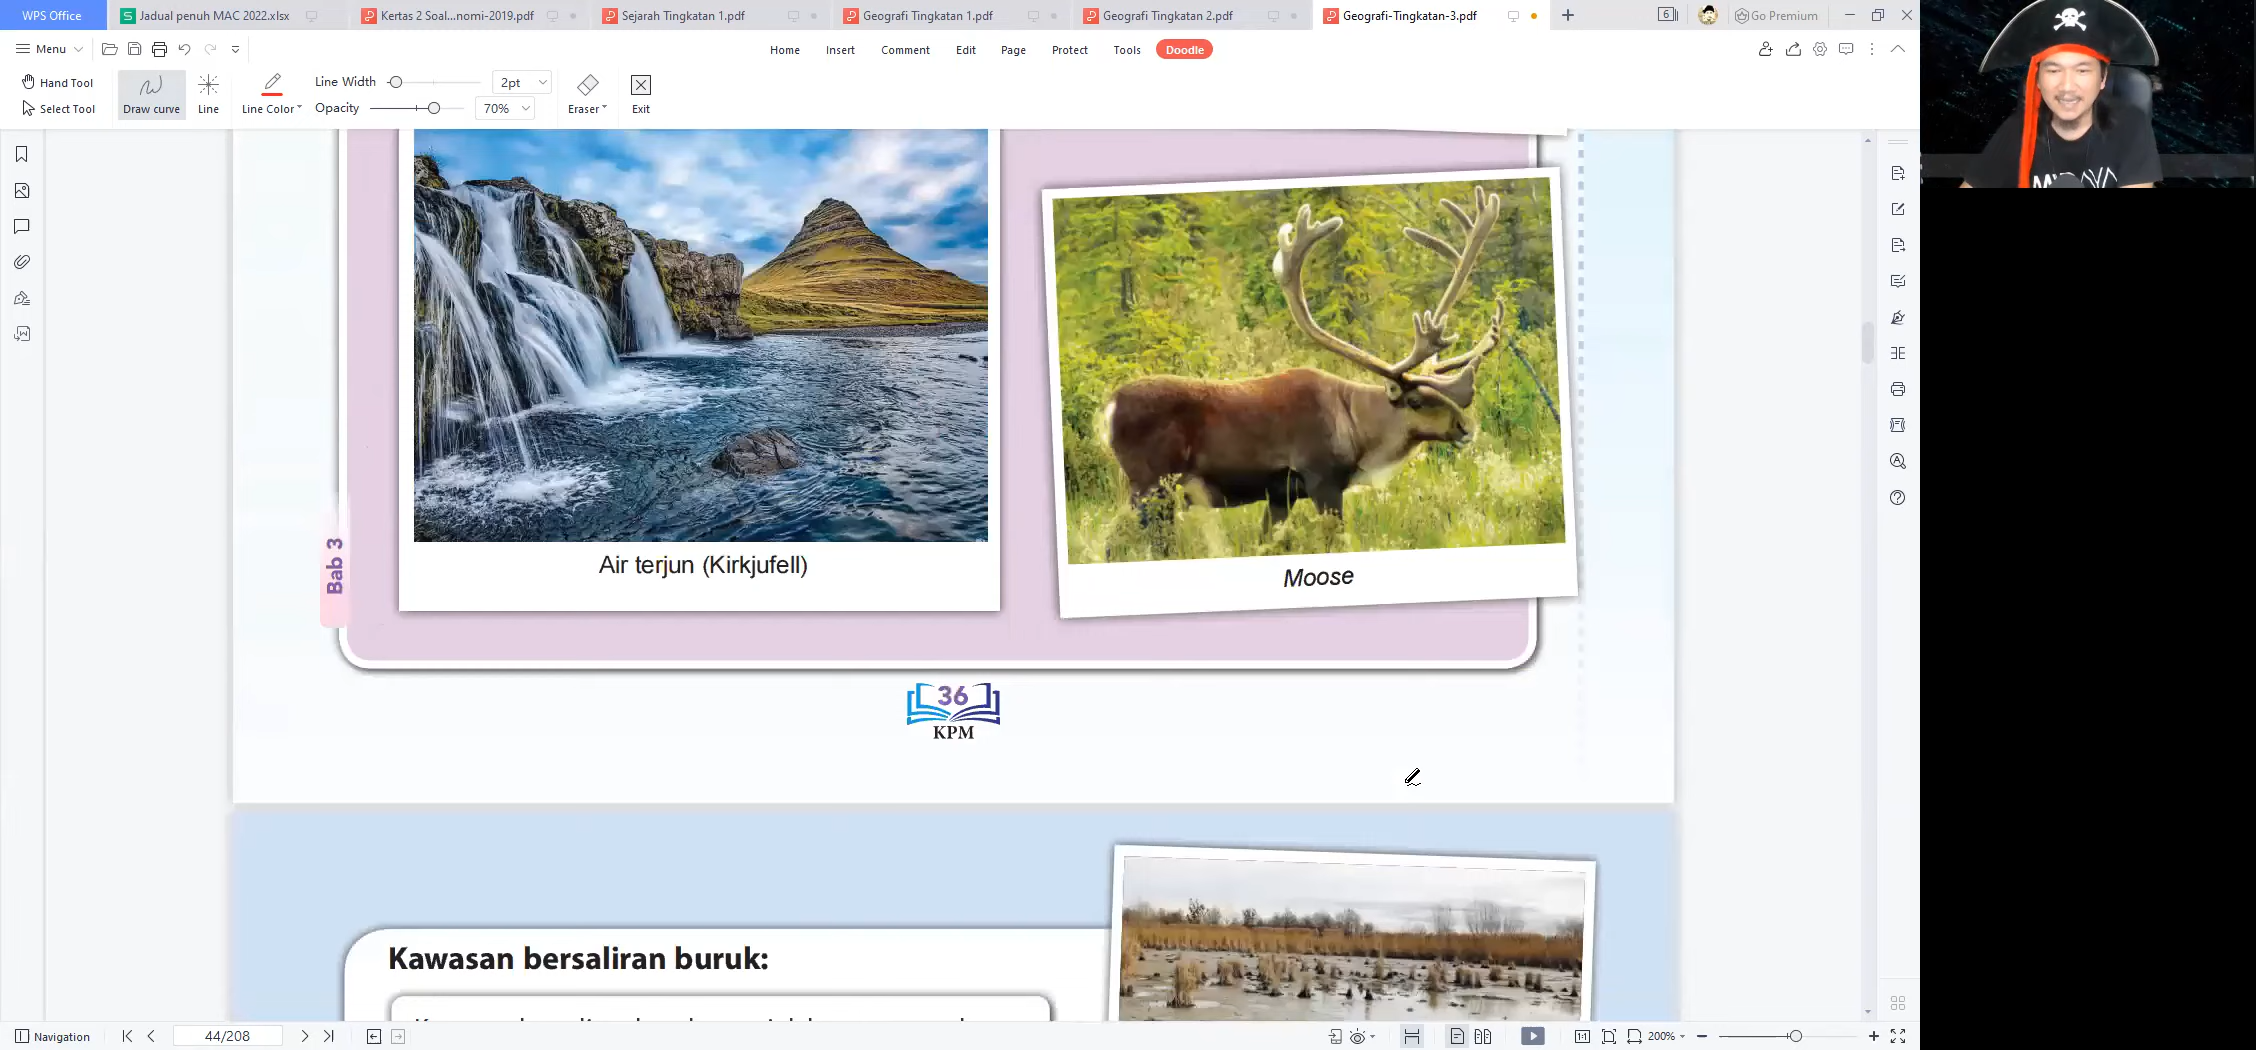 WPS Office
Jadual penuh MAC 2022.xlsx
Kertas 2 Soal...nomi-2019.pdf
Sejarah Tingkatan 1.pdf
Geografi Tingkatan 1.pdf
Geografi Tingkatan 2.pdf
Geografi-Tingkatan-3.pdf
6
Go Premium
Menu
Home
Insert
Comment
Edit
Page
Protect
Tools
Doodle
Hand Tool
Select Tool
Draw curve
Line
Line Color
Line Width
2pt
Opacity
70%
Eraser
Exit
Air terjun (Kirkjufell)
Moose
Bab 3
36
KPM
Kawasan bersaliran buruk:
Navigation
44/208
1:1
200%